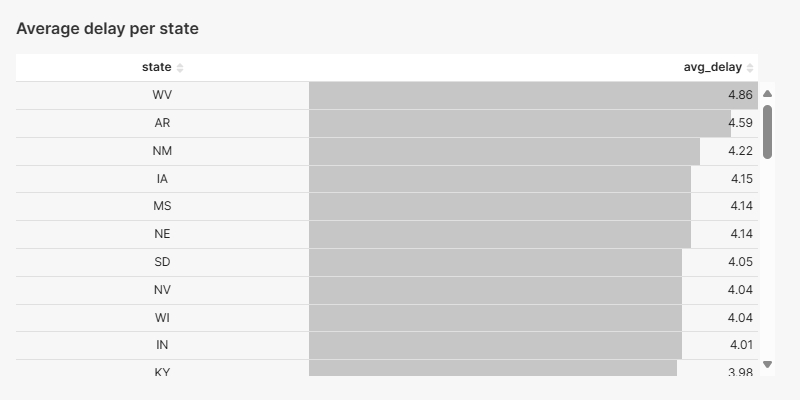 Average delay per state
state avg_delay
WV 4.86
AR 4.59
NM 4.22
IA 4.15
MS 4.14
NE 4.14
SD 4.05
NV 4.04
WI 4.04
IN 4.01
KY 3.98